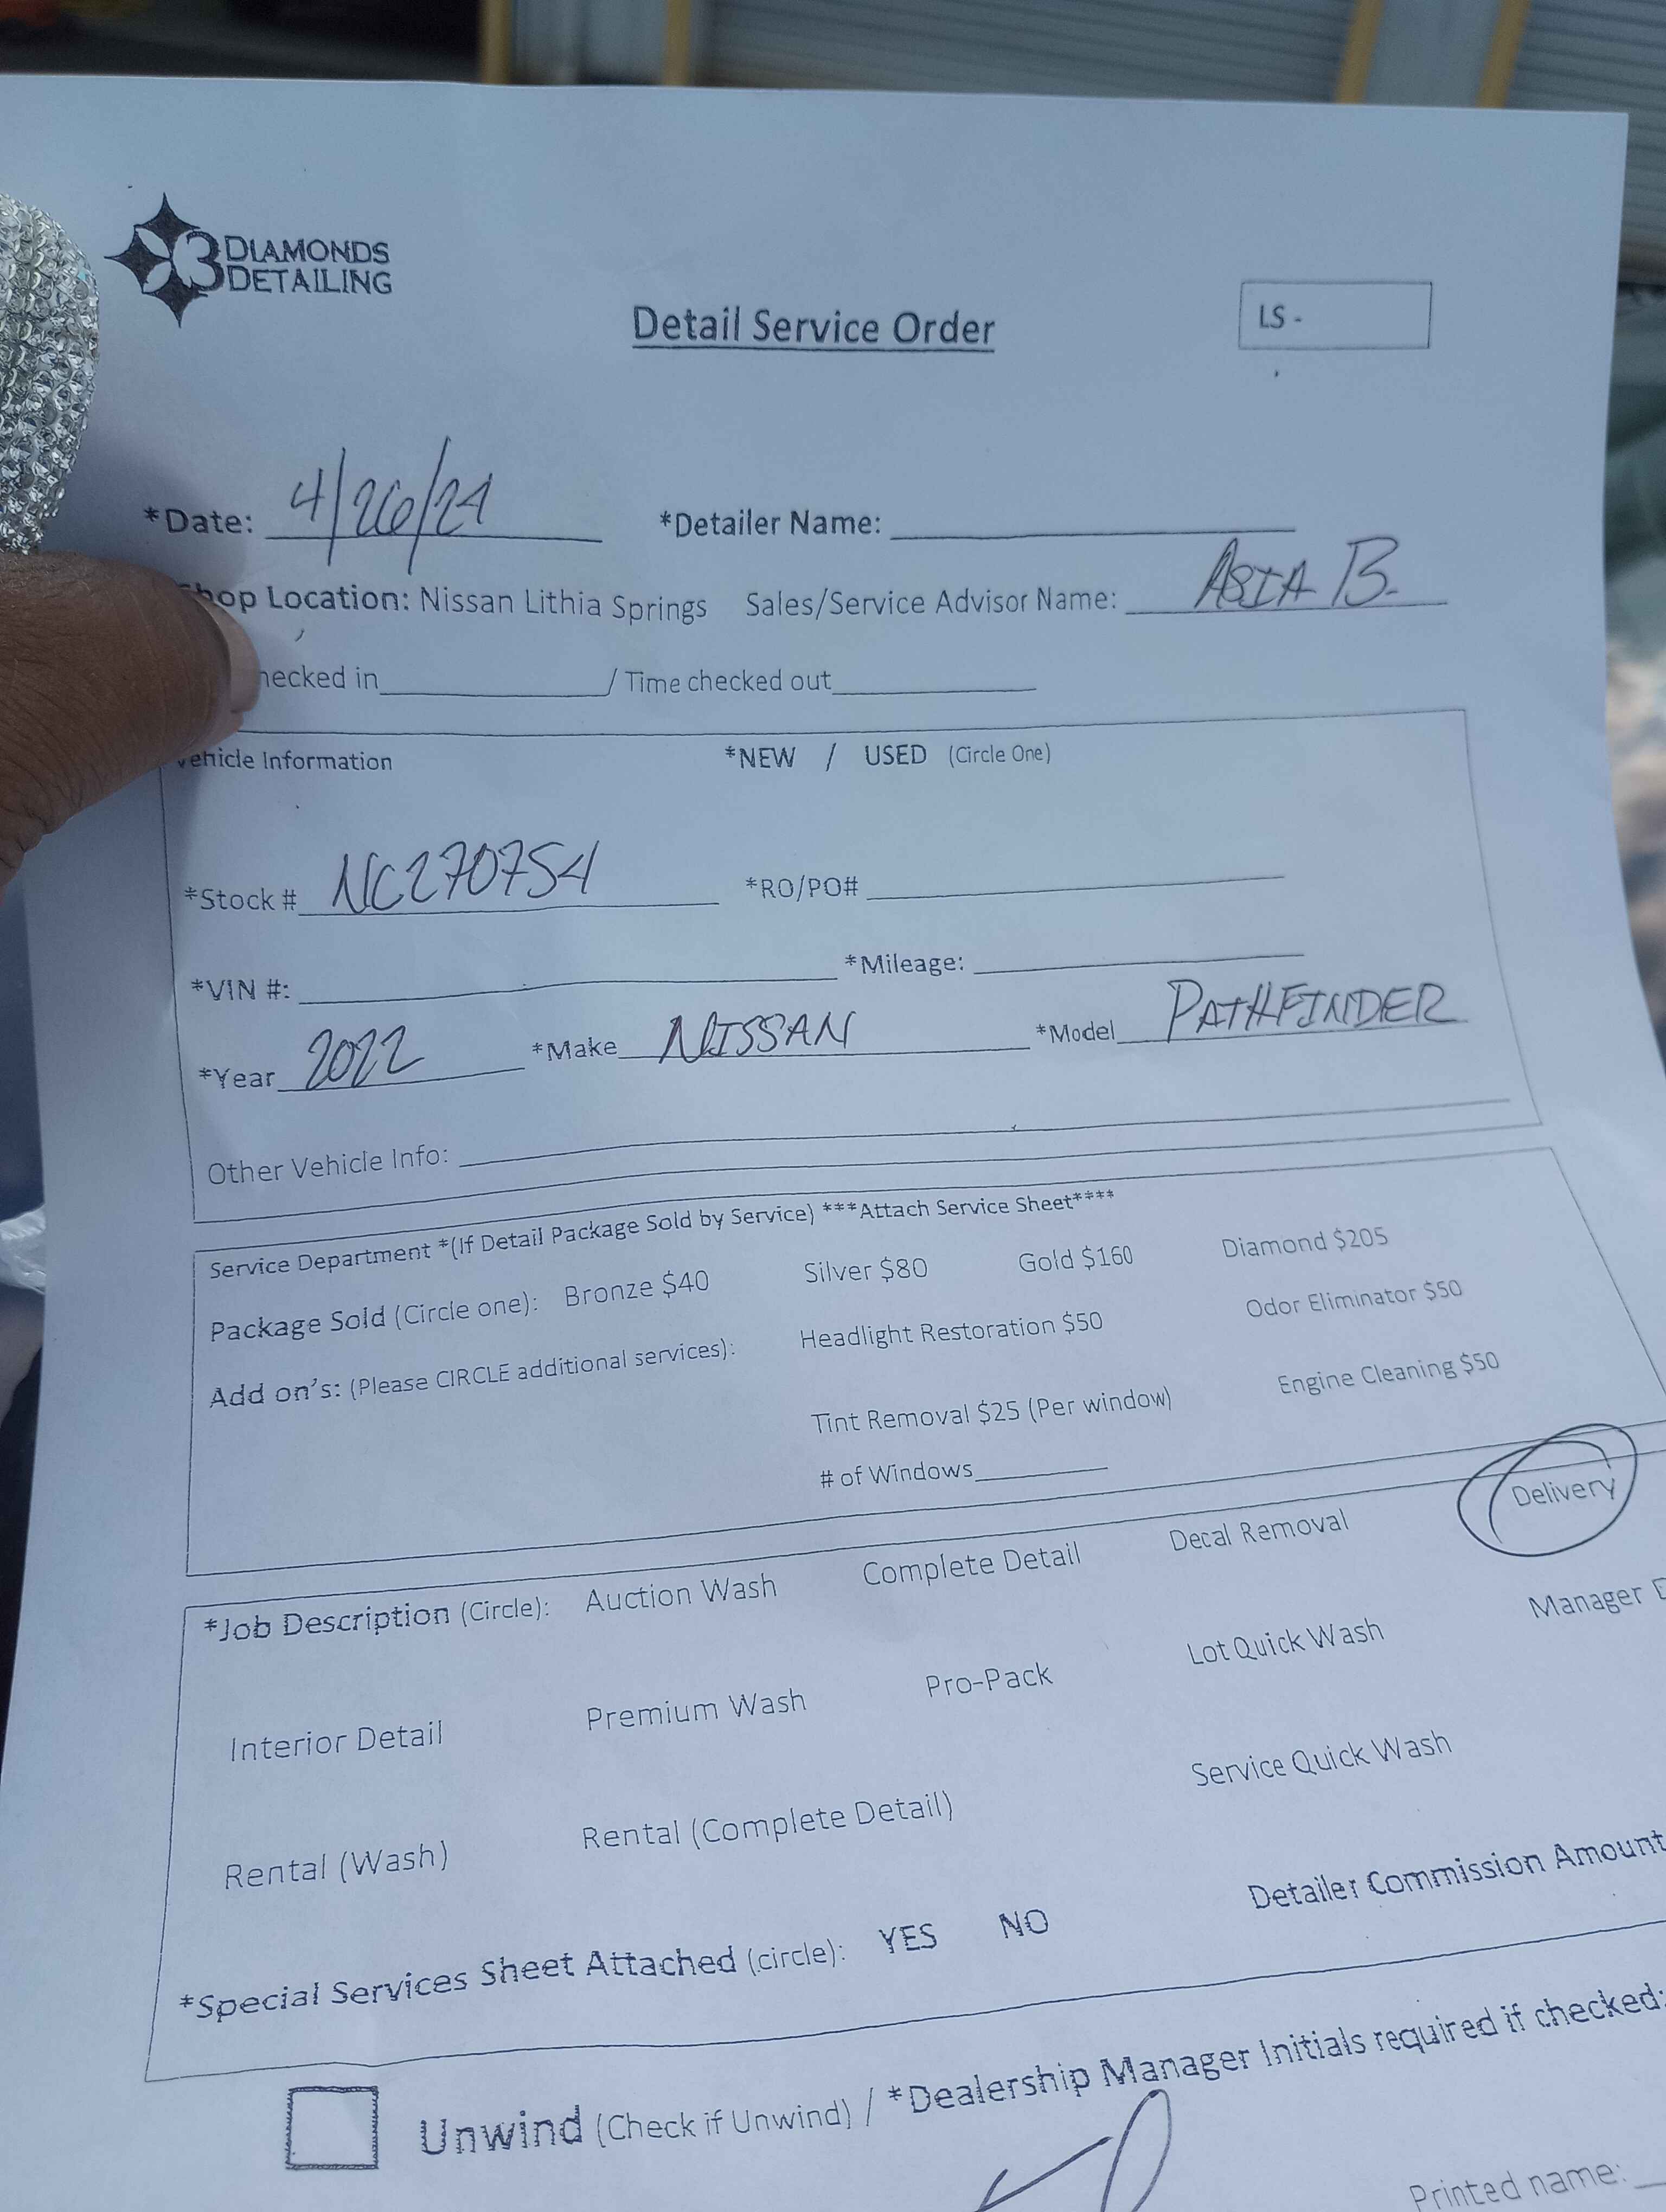 3 DIAMONDS
DETAILING
Detail Service Order
LS -
*Date: 4/26/24 *Detailer Name:
Shop Location: Nissan Lithia Springs Sales/Service Advisor Name: ASIA B.
hecked in / Time checked out
Vehicle Information *NEW / USED (Circle One)
*Stock # NC270754 *RO/PO#
*VIN #: *Mileage:
*Year 2022 *Make NISSAN *Model PATHFINDER
Other Vehicle Info:
Service Department *(If Detail Package Sold by Service) ***Attach Service Sheet****
Package Sold (Circle one): Bronze $40 Silver $80 Gold $160 Diamond $205
Add on's: (Please CIRCLE additional services): Headlight Restoration $50 Odor Eliminator $50
Tint Removal $25 (Per window) Engine Cleaning $50
# of Windows
*Job Description (Circle): Auction Wash Complete Detail Decal Removal Delivery
Interior Detail Premium Wash Pro-Pack Lot Quick Wash Manager D
Rental (Wash) Rental (Complete Detail) Service Quick Wash
*Special Services Sheet Attached (circle): YES NO Detailer Commission Amount
Unwind (Check if Unwind) / *Dealership Manager Initials required if checked:
Printed name: